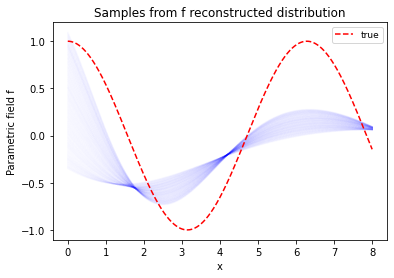 Samples from f reconstructed distribution
true
Parametric field f
1.0
0.5
0.0
−0.5
−1.0
0 1 2 3 4 5 6 7 8
x